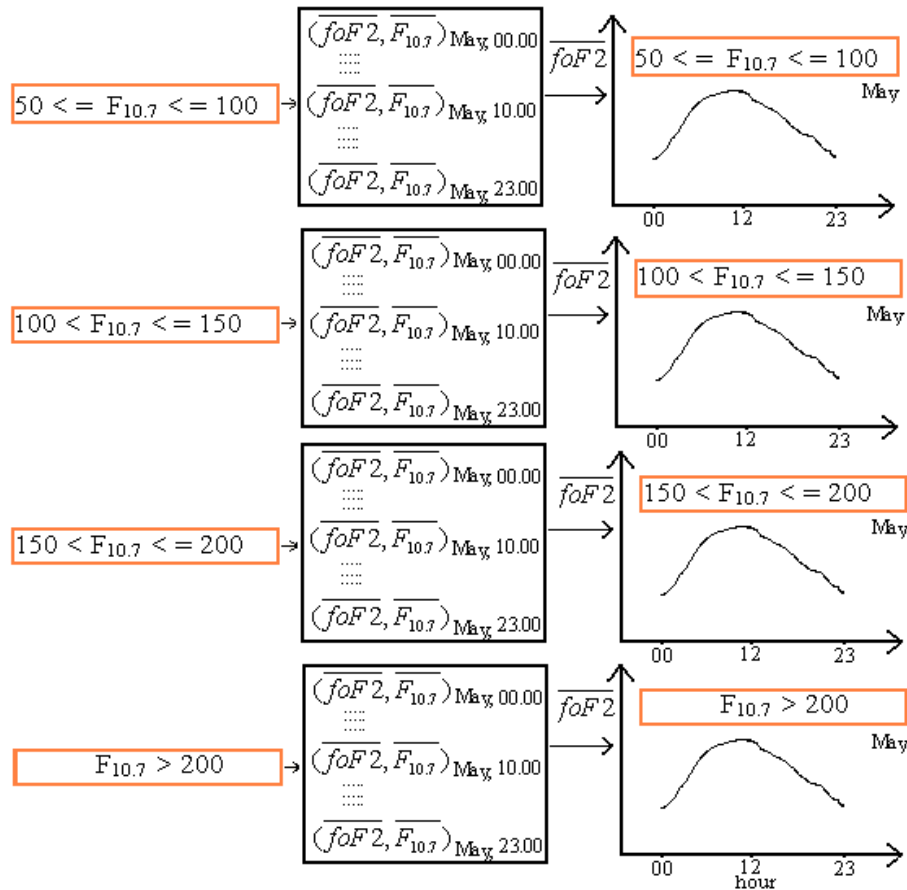 50 < = F10.7 < = 100
(foF2, F10.7) May, 00.00
.....
.....
(foF2, F10.7) May, 10.00
.....
.....
(foF2, F10.7) May, 23.00
foF2
50 < = F10.7 < = 100
May
00 12 23
100 < F10.7 < = 150
(foF2, F10.7) May, 00.00
.....
.....
(foF2, F10.7) May, 10.00
.....
.....
(foF2, F10.7) May, 23.00
foF2
100 < F10.7 < = 150
May
00 12 23
150 < F10.7 < = 200
(foF2, F10.7) May, 00.00
.....
.....
(foF2, F10.7) May, 10.00
.....
.....
(foF2, F10.7) May, 23.00
foF2
150 < F10.7 < = 200
May
00 12 23
F10.7 > 200
(foF2, F10.7) May, 00.00
.....
.....
(foF2, F10.7) May, 10.00
.....
.....
(foF2, F10.7) May, 23.00
foF2
F10.7 > 200
May
00 12 23
hour